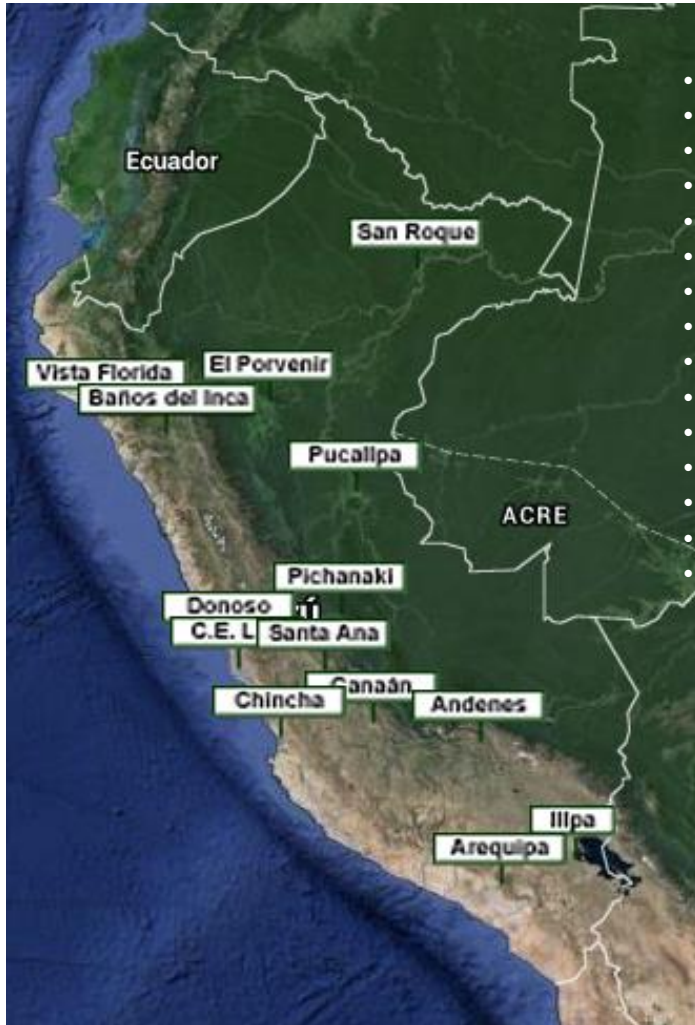 Ecuador
San Roque
El Porvenir
Vista Florida
Baños del Inca
Pucallpa
ACRE
Pichanaki
Donoso
C.E. L
Santa Ana
Canaán
Chincha
Andenes
Illpa
Arequipa